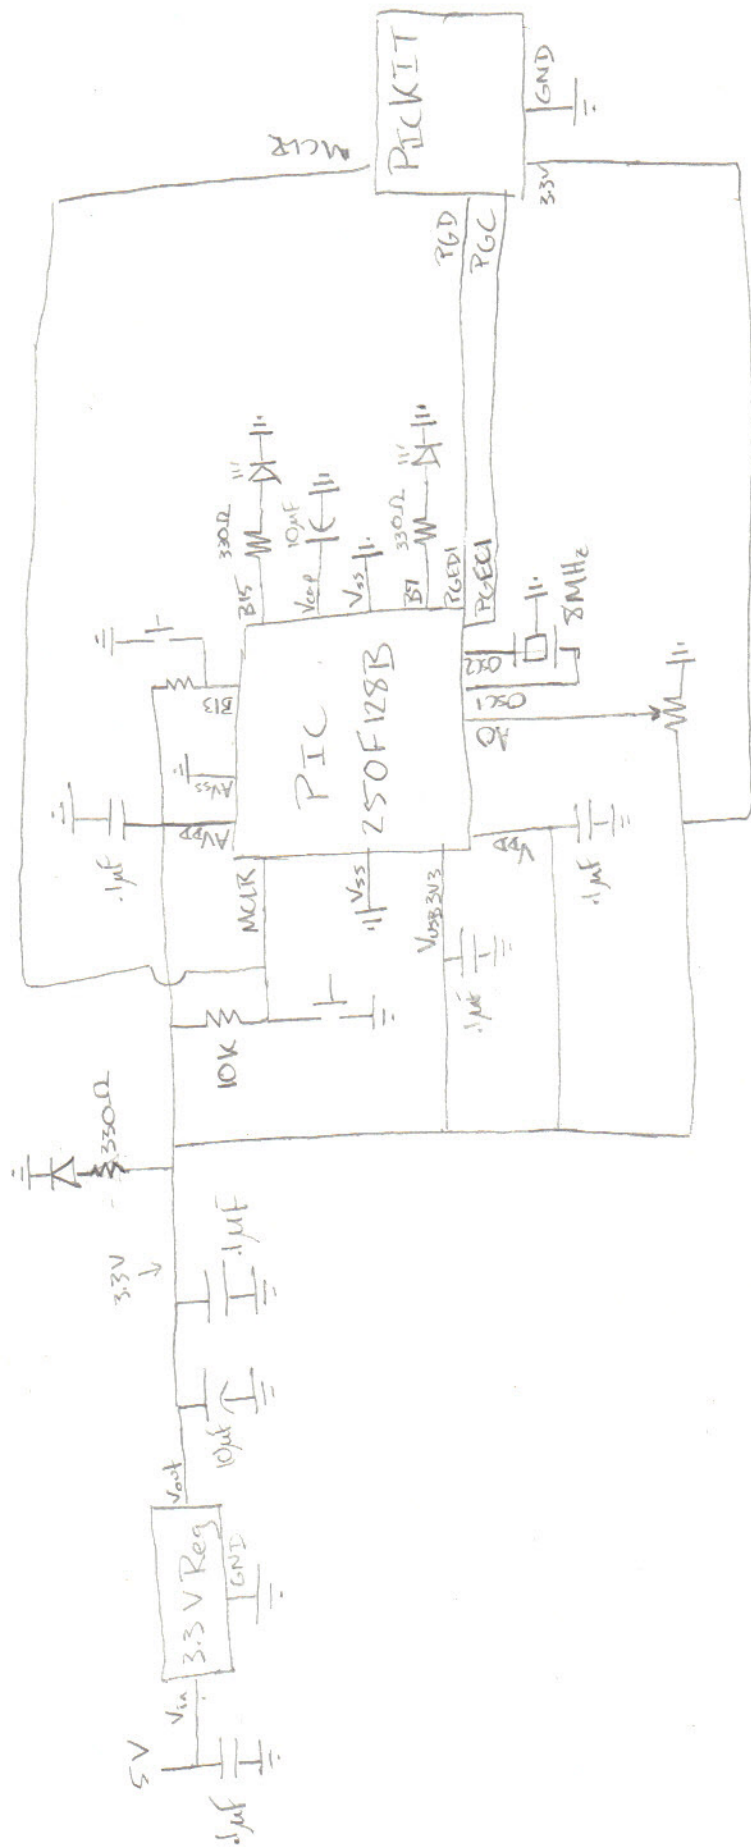 5V
.1µF
Vin
3.3 V Reg
GND
Vout
10µF
3.3V
.1µF
330Ω
10K
MCLR
.1µF
AVDD
AVSS
B13
PIC
250F128B
VSS
VUSB3V3
.1µF
VDD
.1µF
A0
OSC1
OSC2
8MHz
B15
330Ω
Vcap
10µF
VSS
B7
330Ω
PGED1
PGEC1
PGD
PGC
MCLR
PICKIT
GND
3.3V